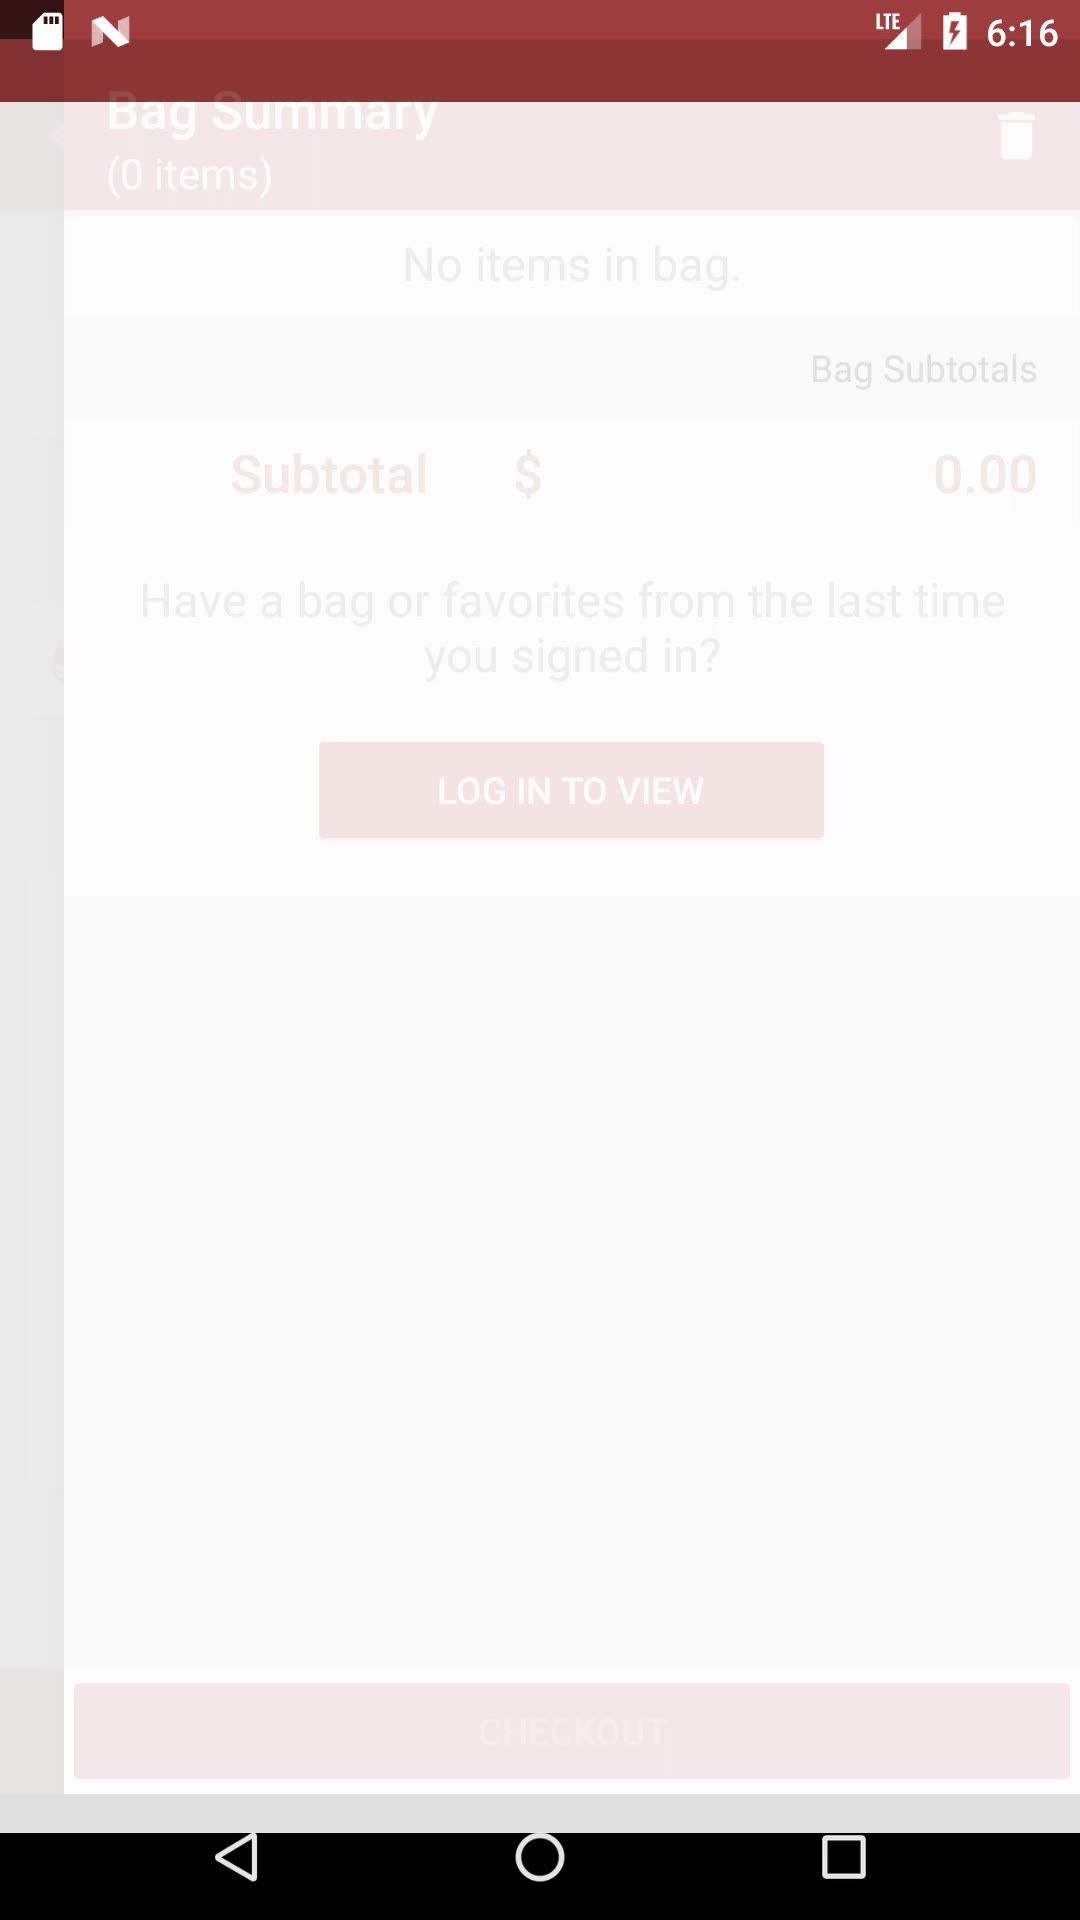 LTE 6:16
Bag Summary
(0 items)
No items in bag.
Bag Subtotals
Subtotal $ 0.00
Have a bag or favorites from the last time
you signed in?
LOG IN TO VIEW
CHECKOUT